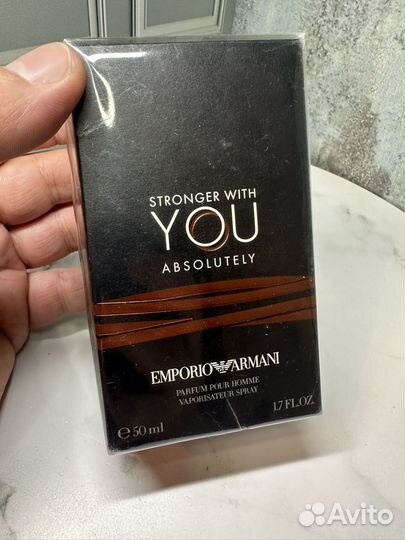 STRONGER WITH
YOU
ABSOLUTELY
EMPORIO ARMANI
PARFUM POUR HOMME
VAPORISATEUR SPRAY
e 50 ml 1.7 FL.OZ
Avito